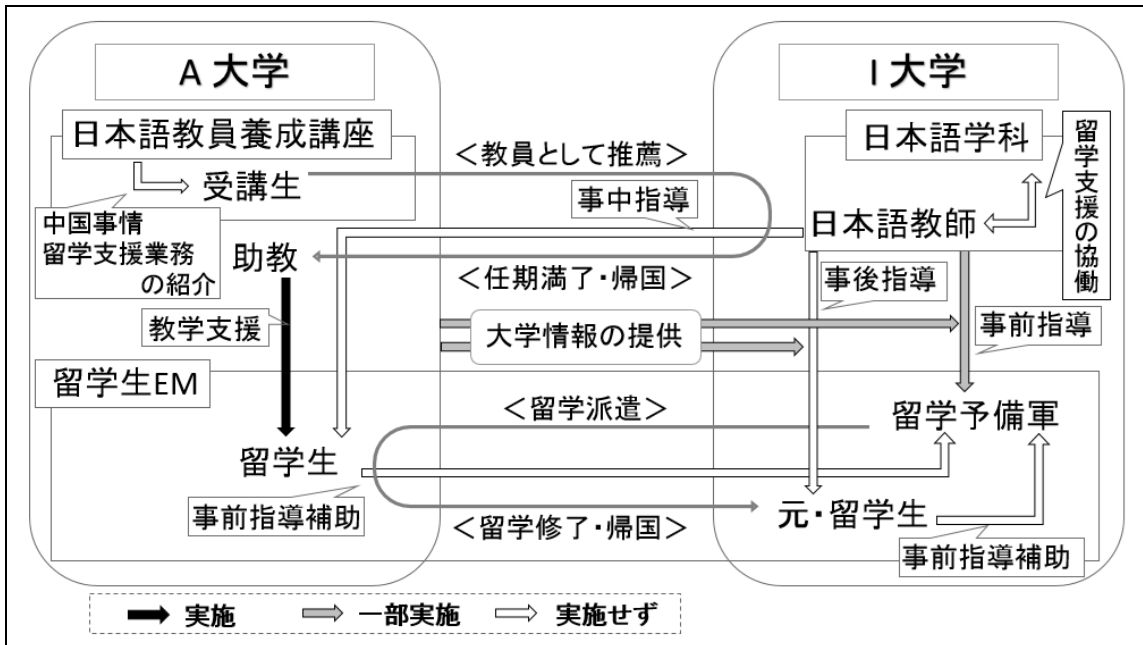 A 大学
I 大学
日本語教員養成講座
受講生
中国事情
留学支援業務
の紹介
助教
教学支援
留学生EM
留学生
事前指導補助
＜教員として推薦＞
事中指導
＜任期満了・帰国＞
大学情報の提供
＜留学派遣＞
＜留学修了・帰国＞
日本語学科
留学支援の協働
日本語教師
事後指導
事前指導
留学予備軍
元・留学生
事前指導補助
実施
一部実施
実施せず